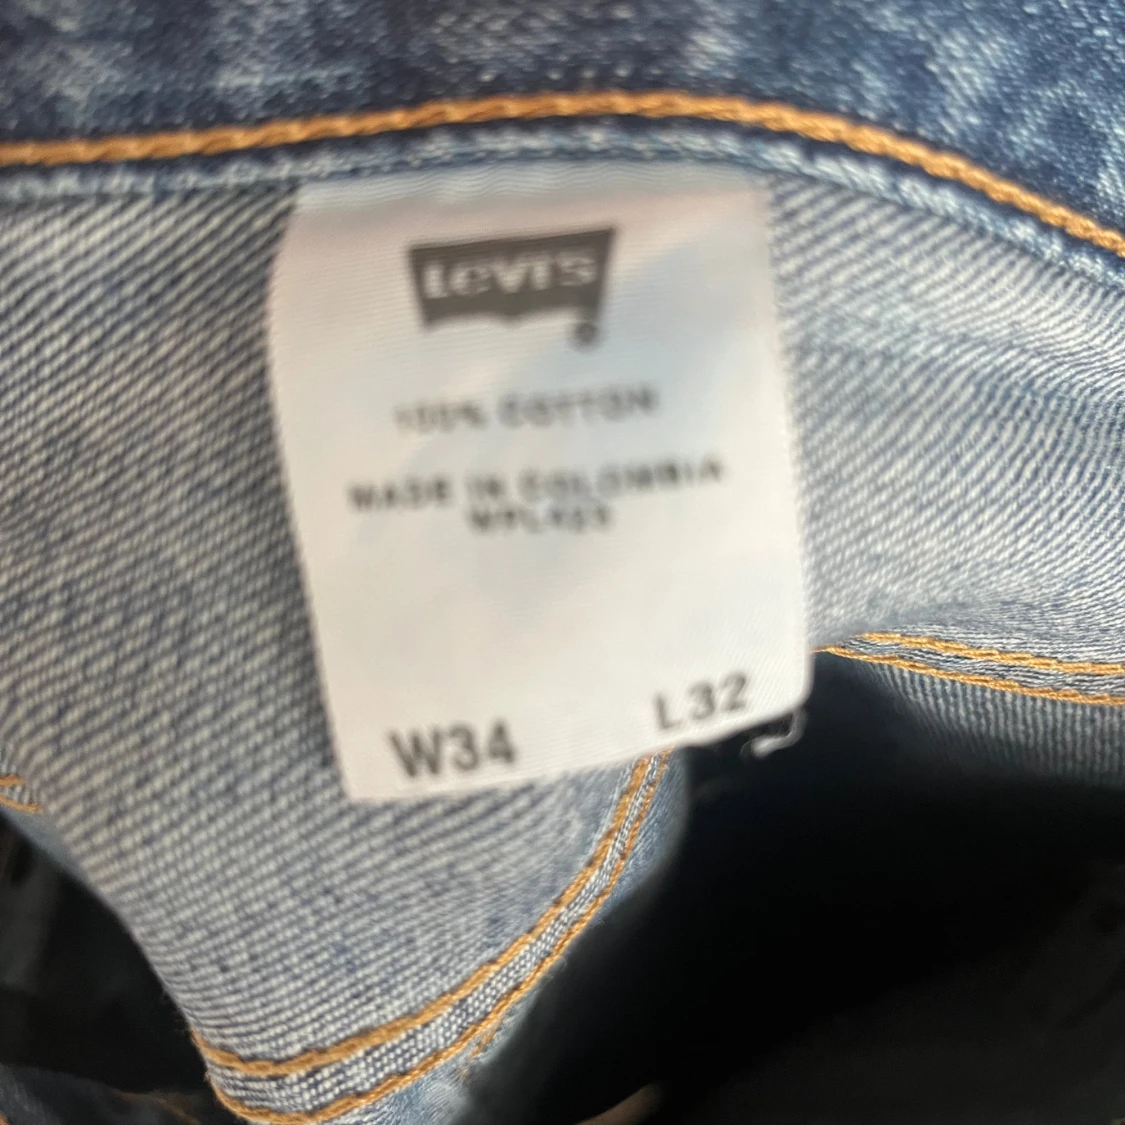 Levi's
®
100% COTTON
MADE IN COLOMBIA
W34 L32